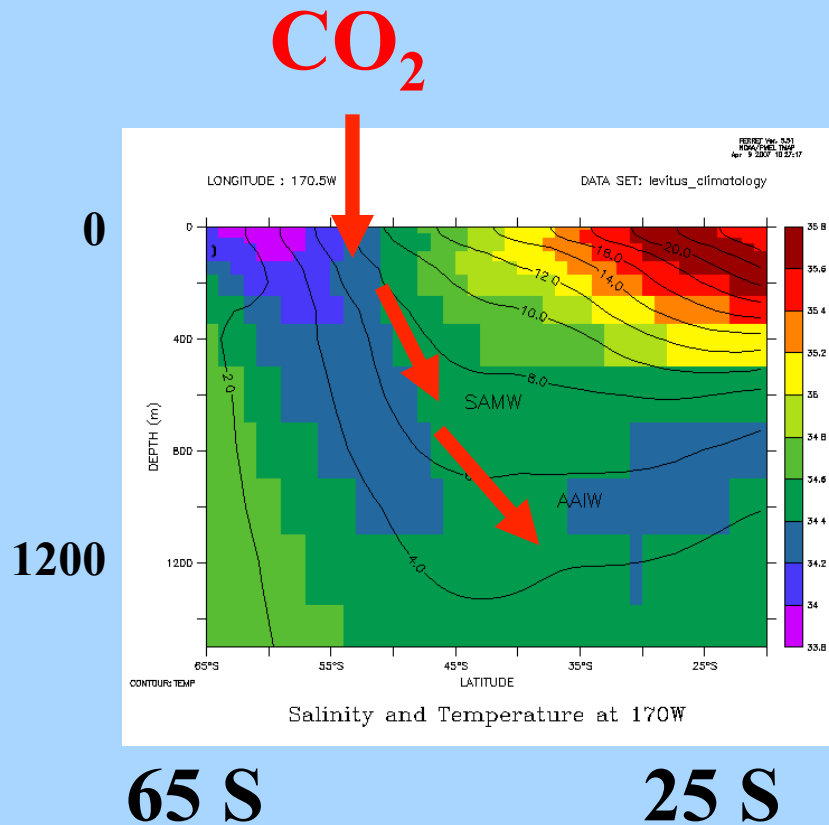 CO₂
FERRET Ver. 5.51
NOAA/PMEL TMAP
Apr 9 2007 10:27:17
LONGITUDE : 170.5W
DATA SET: levitus_climatology
0
0
400
800
1200
1200
DEPTH (m)
2.0
4.0
8.0
10.0
12.0
14.0
16.0
20.0
SAMW
AAIW
35.8
35.6
35.4
35.2
35
34.8
34.6
34.4
34.2
34
33.8
65°S
55°S
45°S
35°S
25°S
LATITUDE
CONTOUR: TEMP
Salinity and Temperature at 170W
65 S
25 S